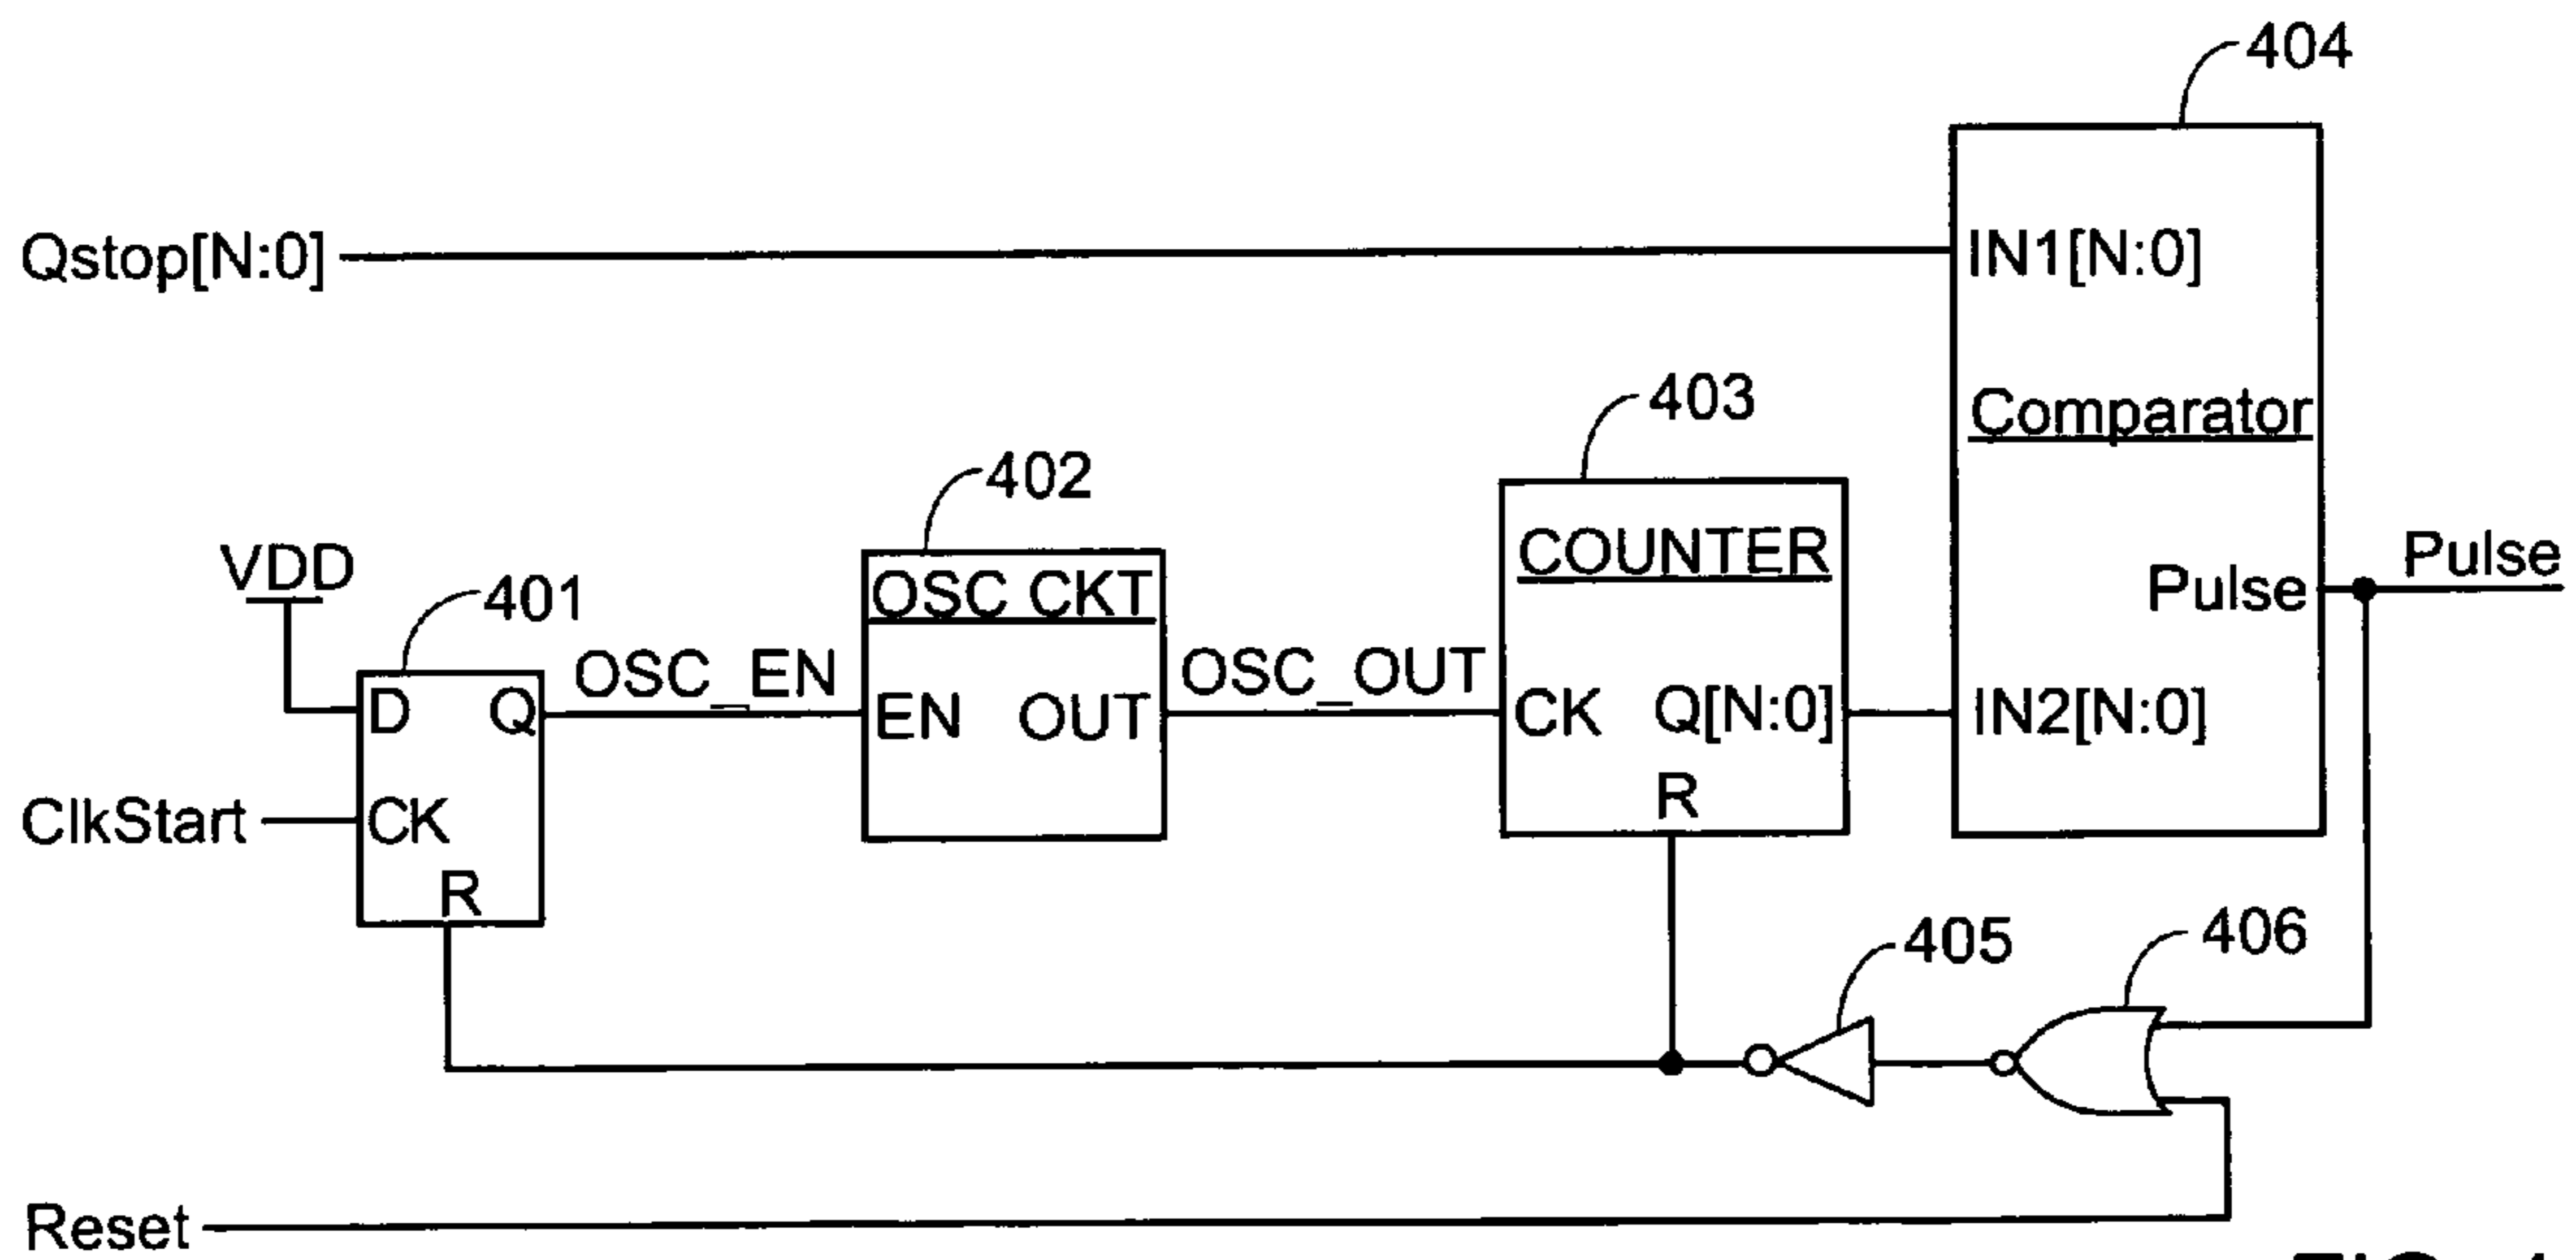 404
Qstop[N:0]
IN1[N:0]
403
Comparator
402
COUNTER
VDD
401
OSC CKT
Pulse
Pulse
OSC_EN
OSC_OUT
D
Q
EN
OUT
CK
Q[N:0]
IN2[N:0]
R
ClkStart
CK
R
405
406
Reset